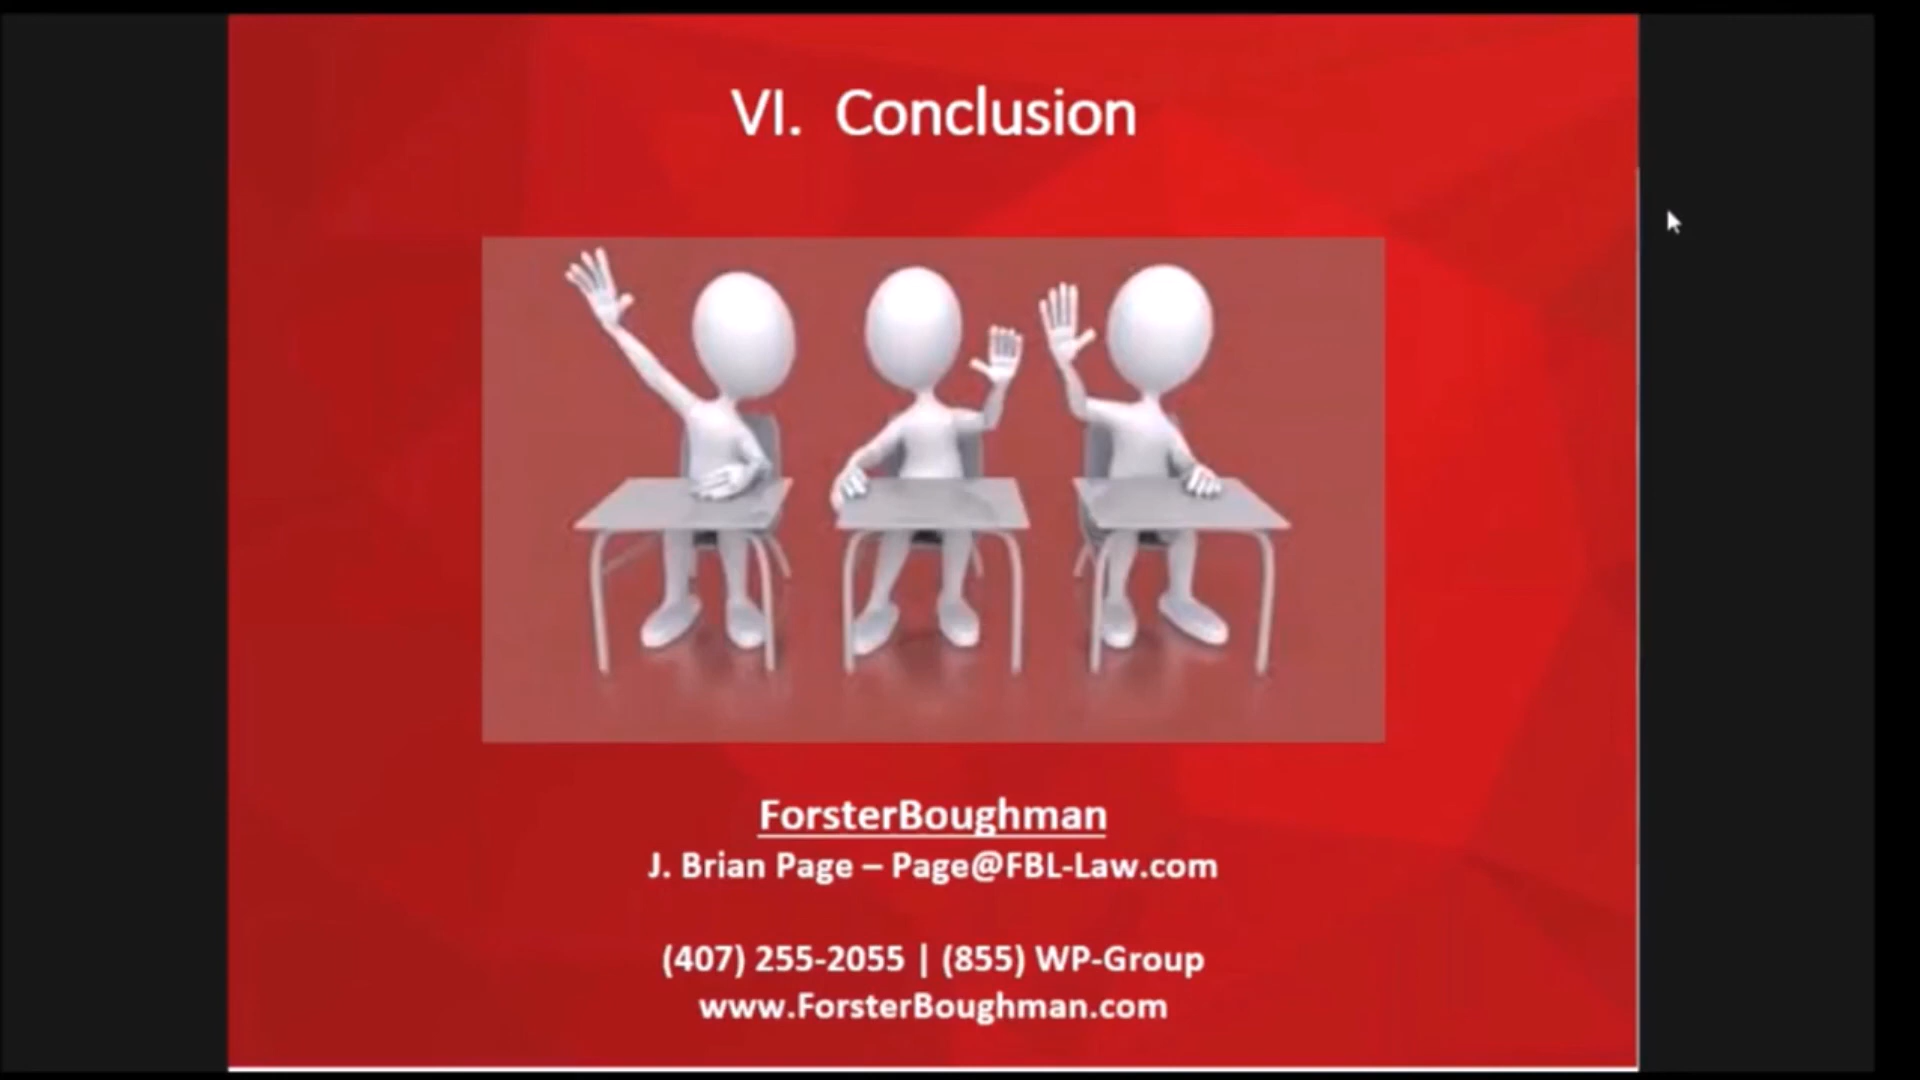 VI. Conclusion
ForsterBoughman
J. Brian Page – Page@FBL-Law.com
(407) 255-2055 | (855) WP-Group
www.ForsterBoughman.com